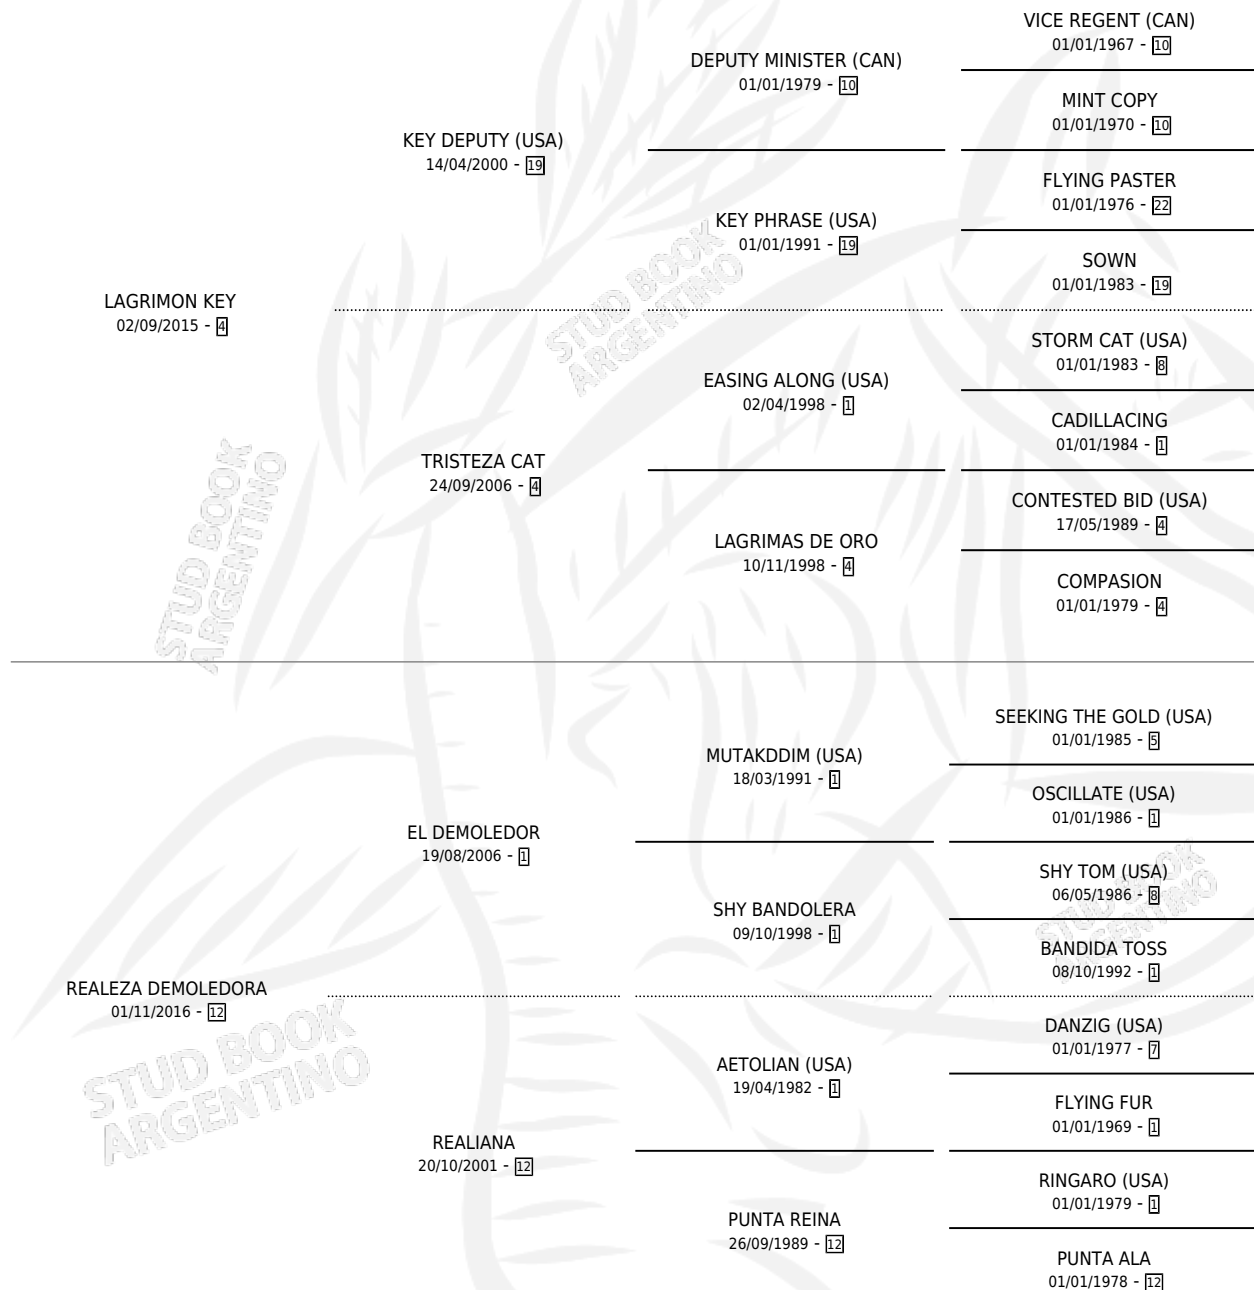 VICE REGENT (CAN)
01/01/1967 - 10
DEPUTY MINISTER (CAN)
01/01/1979 - 10
MINT COPY
01/01/1970 - 10
KEY DEPUTY (USA)
14/04/2000 - 19
FLYING PASTER
01/01/1976 - 22
KEY PHRASE (USA)
01/01/1991 - 19
SOWN
01/01/1983 - 19
LAGRIMON KEY
02/09/2015 - 4
STORM CAT (USA)
01/01/1983 - 8
EASING ALONG (USA)
02/04/1998 - 1
CADILLACING
01/01/1984 - 1
TRISTEZA CAT
24/09/2006 - 4
CONTESTED BID (USA)
17/05/1989 - 4
LAGRIMAS DE ORO
10/11/1998 - 4
COMPASION
01/01/1979 - 4
SEEKING THE GOLD (USA)
01/01/1985 - 5
MUTAKDDIM (USA)
18/03/1991 - 1
OSCILLATE (USA)
01/01/1986 - 1
EL DEMOLEDOR
19/08/2006 - 1
SHY TOM (USA)
06/05/1986 - 8
SHY BANDOLERA
09/10/1998 - 1
BANDIDA TOSS
08/10/1992 - 1
REALEZA DEMOLEDORA
01/11/2016 - 12
DANZIG (USA)
01/01/1977 - 7
AETOLIAN (USA)
19/04/1982 - 1
FLYING FUR
01/01/1969 - 1
REALIANA
20/10/2001 - 12
RINGARO (USA)
01/01/1979 - 1
PUNTA REINA
26/09/1989 - 12
PUNTA ALA
01/01/1978 - 12
STUD BOOK
ARGENTINO
STUD BOOK
ARGENTINO
STUD BOOK
ARGENTINO
STUD BOOK
ARGENTINO